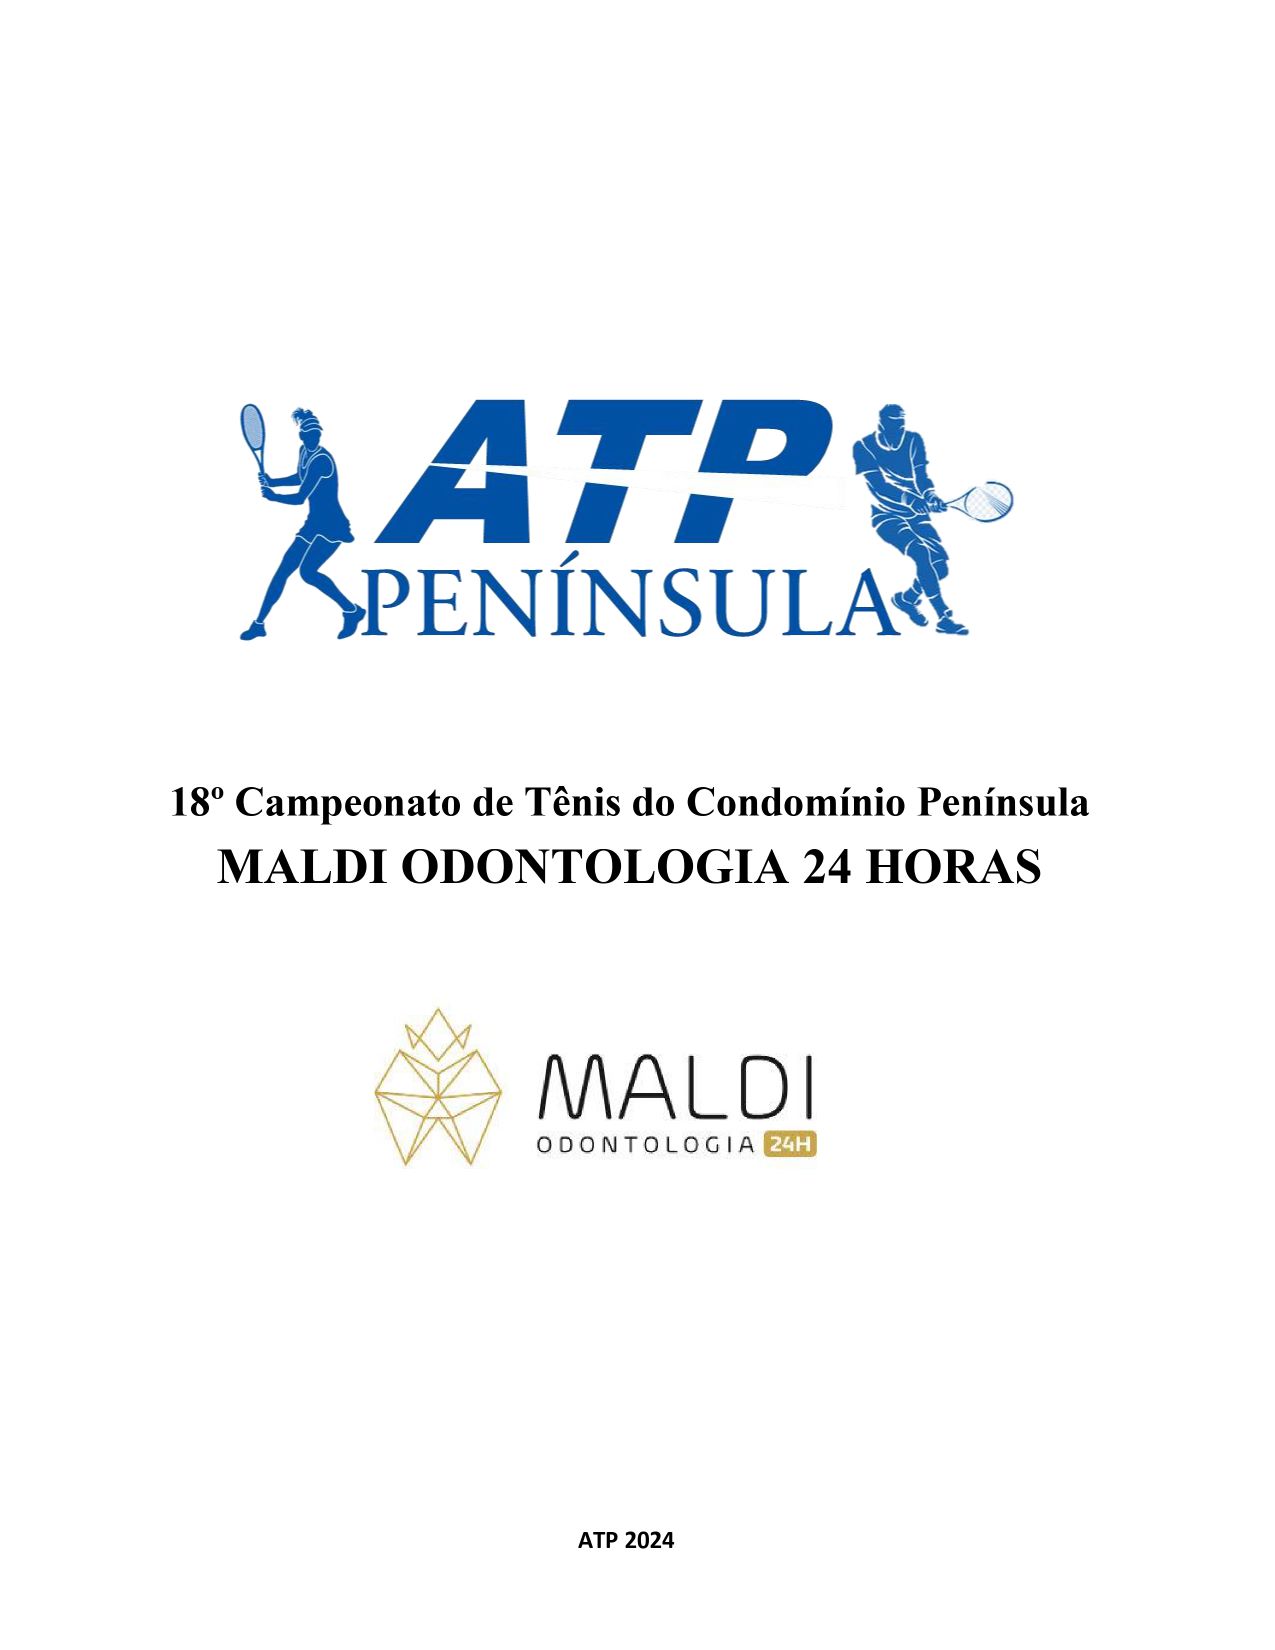 ATP
PENÍNSULA
18º Campeonato de Tênis do Condomínio Península
MALDI ODONTOLOGIA 24 HORAS
MALDI
ODONTOLOGIA 24H
ATP 2024